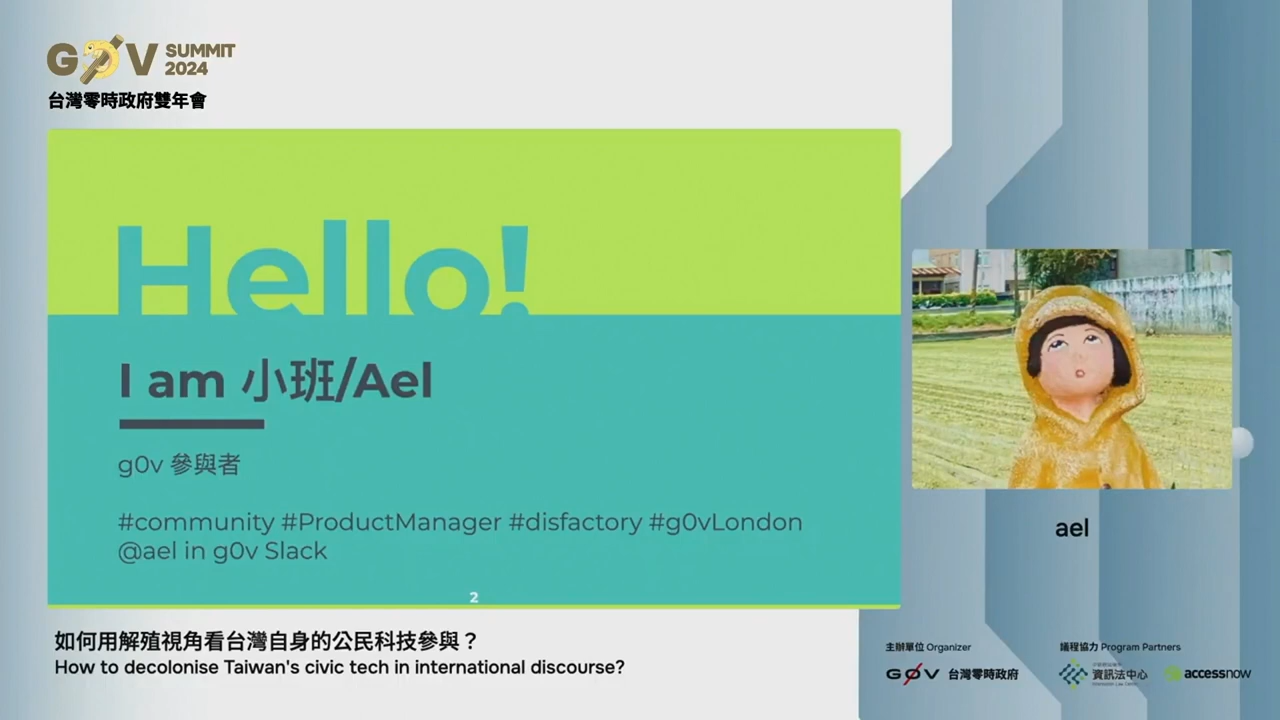 G0V SUMMIT 2024
台灣零時政府雙年會
Hello!
I am 小班/Ael
g0v 參與者
#community #ProductManager #disfactory #g0vLondon
@ael in g0v Slack
2
ael
如何用解殖視角看台灣自身的公民科技參與？
How to decolonise Taiwan's civic tech in international discourse?
主辦單位 Organizer
議程協力 Program Partners
G0V 台灣零時政府
資訊法中心
Information Law Center
accessnow